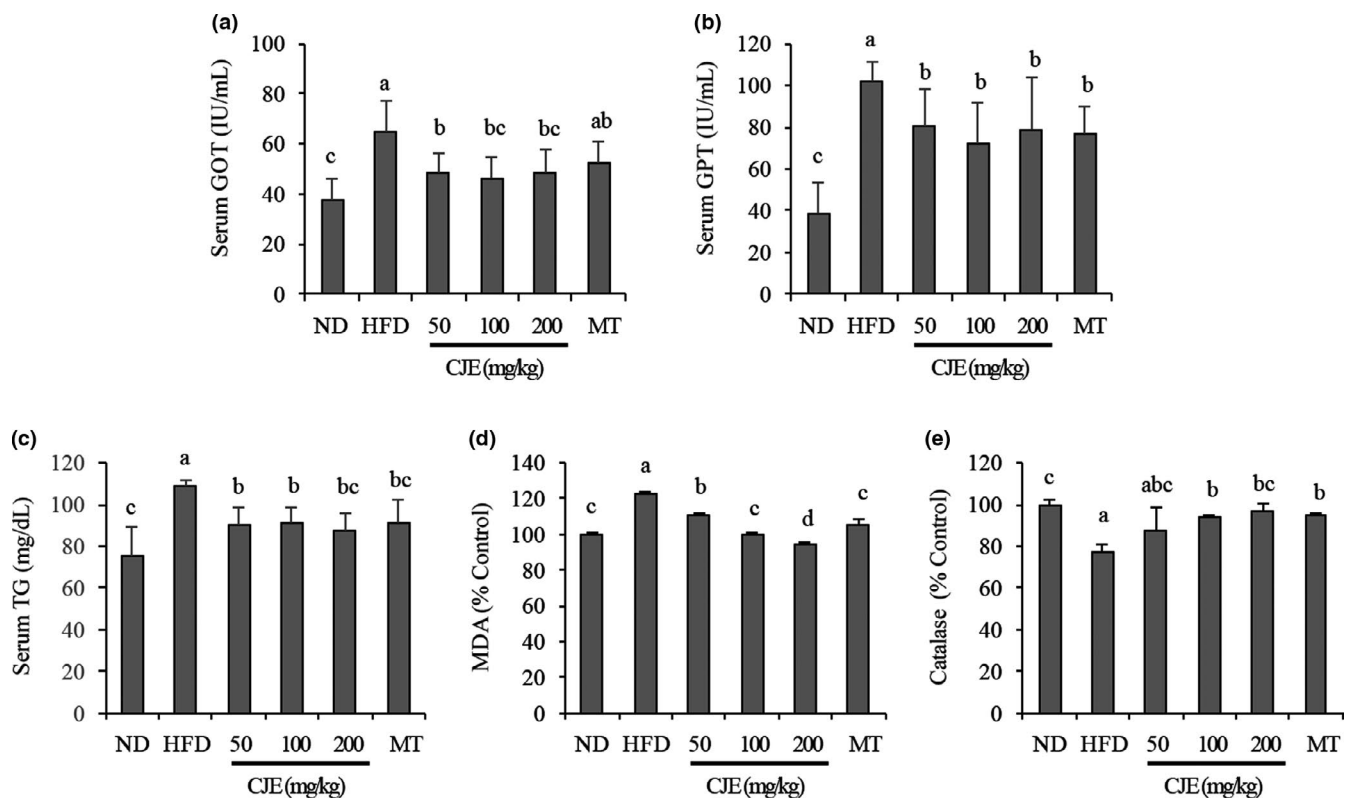 (a)
Serum GOT (IU/mL)
100
80
60
40
20
0
c
a
b
bc
bc
ab
ND HFD 50 100 200 MT
CJE (mg/kg)
(b)
Serum GPT (IU/mL)
120
100
80
60
40
20
0
c
a
b
b
b
b
ND HFD 50 100 200 MT
CJE (mg/kg)
(c)
Serum TG (mg/dL)
120
100
80
60
40
20
0
c
a
b
b
bc
bc
ND HFD 50 100 200 MT
CJE (mg/kg)
(d)
MDA (% Control)
140
120
100
80
60
40
20
0
c
a
b
c
d
c
ND HFD 50 100 200 MT
CJE (mg/kg)
(e)
Catalase (% Control)
120
100
80
60
40
20
0
c
a
abc
b
bc
b
ND HFD 50 100 200 MT
CJE (mg/kg)